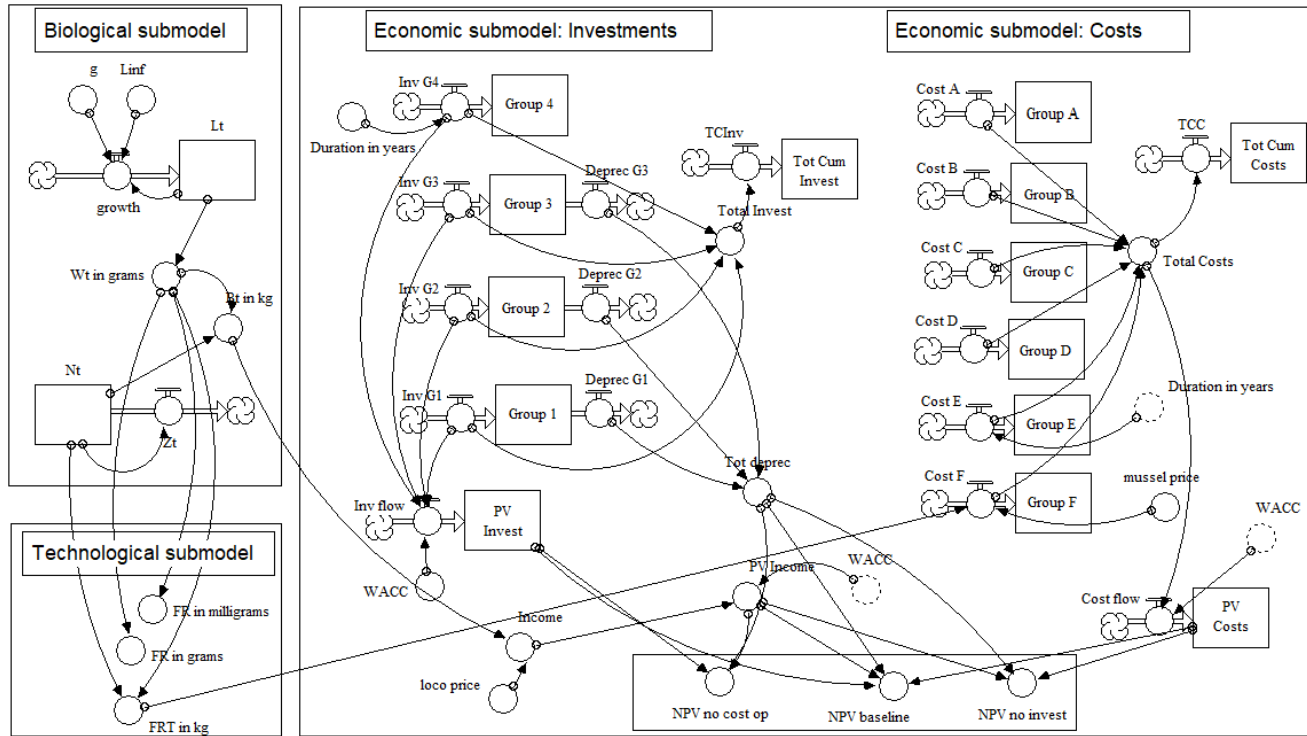 Biological submodel
g
Linf
Lt
growth
Wt in grams
Bt in kg
Nt
Zt
Technological submodel
FR in milligrams
FR in grams
FRT in kg
Economic submodel: Investments
Inv G4
Group 4
Duration in years
Inv G3
Group 3
Deprec G3
Inv G2
Group 2
Deprec G2
Inv G1
Group 1
Deprec G1
TCInv
Tot Cum
Invest
Total Invest
Tot deprec
Inv flow
PV
Invest
WACC
PV Income
WACC
Income
loco price
NPV no cost op
NPV baseline
NPV no invest
Economic submodel: Costs
Cost A
Group A
Cost B
Group B
Cost C
Group C
Cost D
Group D
Cost E
Group E
Cost F
Group F
TCC
Tot Cum
Costs
Total Costs
Duration in years
mussel price
WACC
Cost flow
PV
Costs